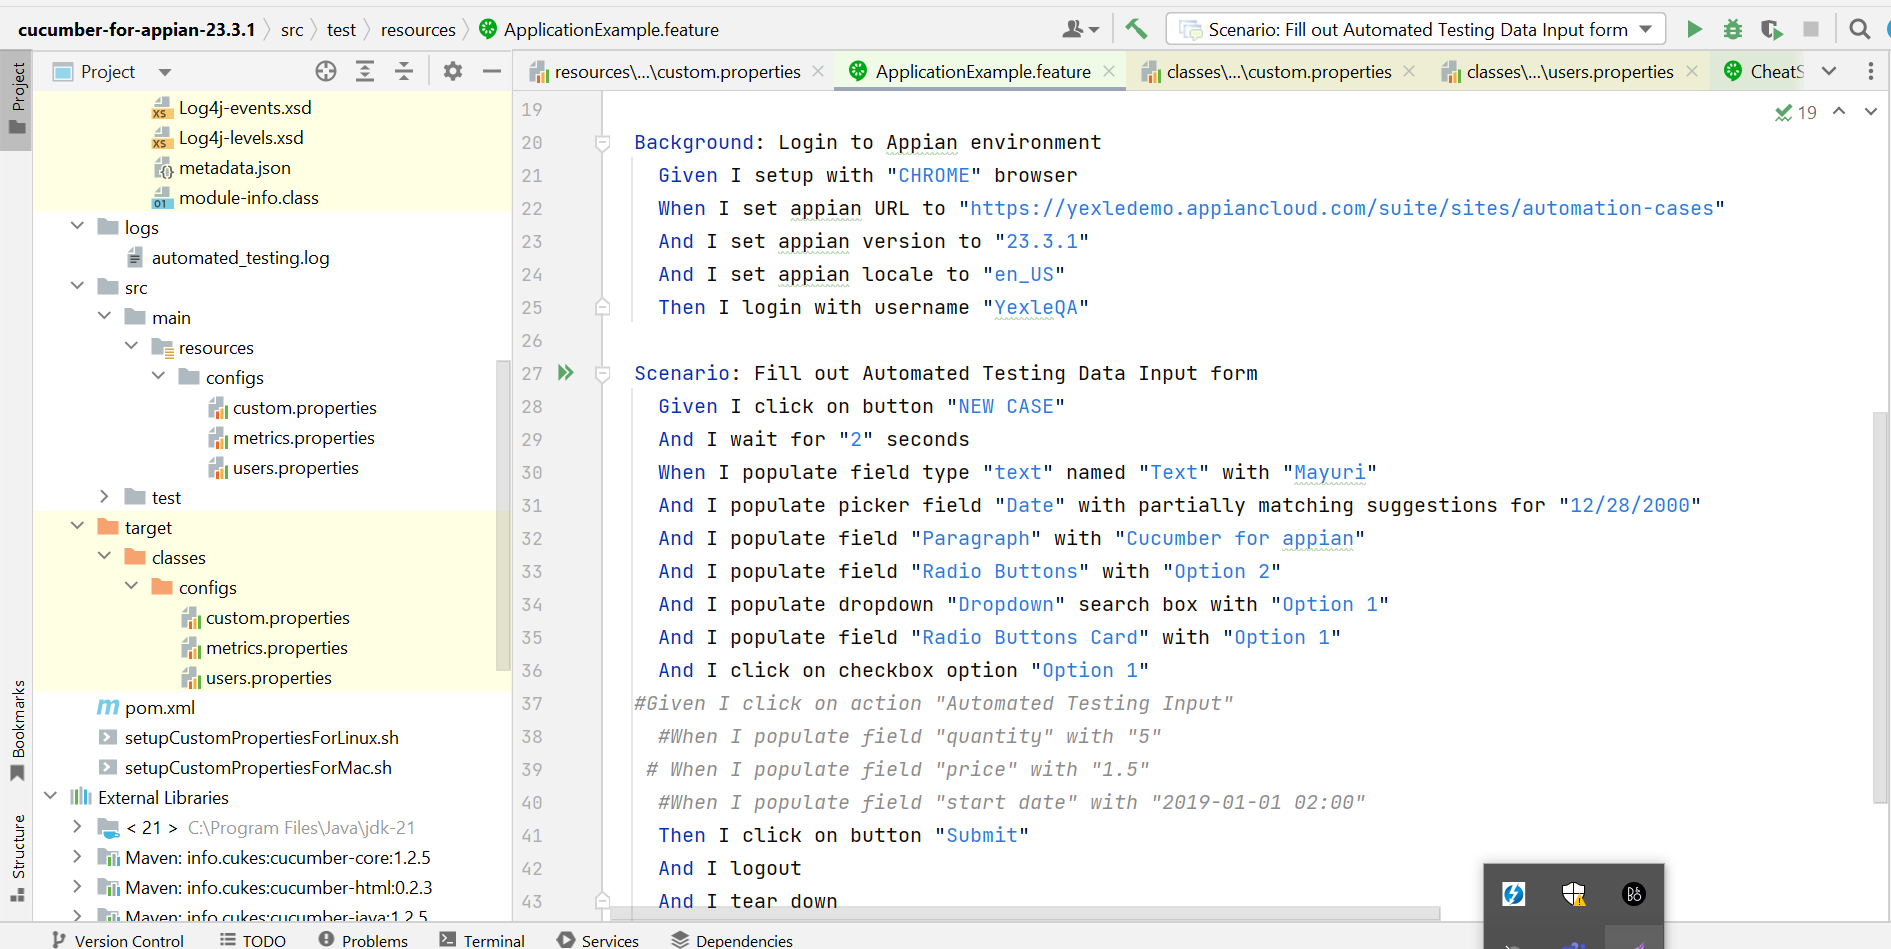 cucumber-for-appian-23.3.1 src test resources ApplicationExample.feature
Scenario: Fill out Automated Testing Data Input form
Project
resources\...\custom.properties
ApplicationExample.feature
classes\...\custom.properties
classes\...\users.properties
CheatS
Project
Bookmarks
Structure
Log4j-events.xsd
Log4j-levels.xsd
metadata.json
module-info.class
logs
automated_testing.log
src
main
resources
configs
custom.properties
metrics.properties
users.properties
test
target
classes
configs
custom.properties
metrics.properties
users.properties
pom.xml
setupCustomPropertiesForLinux.sh
setupCustomPropertiesForMac.sh
External Libraries
< 21 > C:\Program Files\Java\jdk-21
Maven: info.cukes:cucumber-core:1.2.5
Maven: info.cukes:cucumber-html:0.2.3
Maven: info.cukes:cucumber-java:1.2.5
19
19
20 Background: Login to Appian environment
21 Given I setup with "CHROME" browser
22 When I set appian URL to "https://yexledemo.appiancloud.com/suite/sites/automation-cases"
23 And I set appian version to "23.3.1"
24 And I set appian locale to "en_US"
25 Then I login with username "YexleQA"
26
27 Scenario: Fill out Automated Testing Data Input form
28 Given I click on button "NEW CASE"
29 And I wait for "2" seconds
30 When I populate field type "text" named "Text" with "Mayuri"
31 And I populate picker field "Date" with partially matching suggestions for "12/28/2000"
32 And I populate field "Paragraph" with "Cucumber for appian"
33 And I populate field "Radio Buttons" with "Option 2"
34 And I populate dropdown "Dropdown" search box with "Option 1"
35 And I populate field "Radio Buttons Card" with "Option 1"
36 And I click on checkbox option "Option 1"
37 #Given I click on action "Automated Testing Input"
38 #When I populate field "quantity" with "5"
39 # When I populate field "price" with "1.5"
40 #When I populate field "start date" with "2019-01-01 02:00"
41 Then I click on button "Submit"
42 And I logout
43 And I tear down
Version Control TODO Problems Terminal Services Dependencies